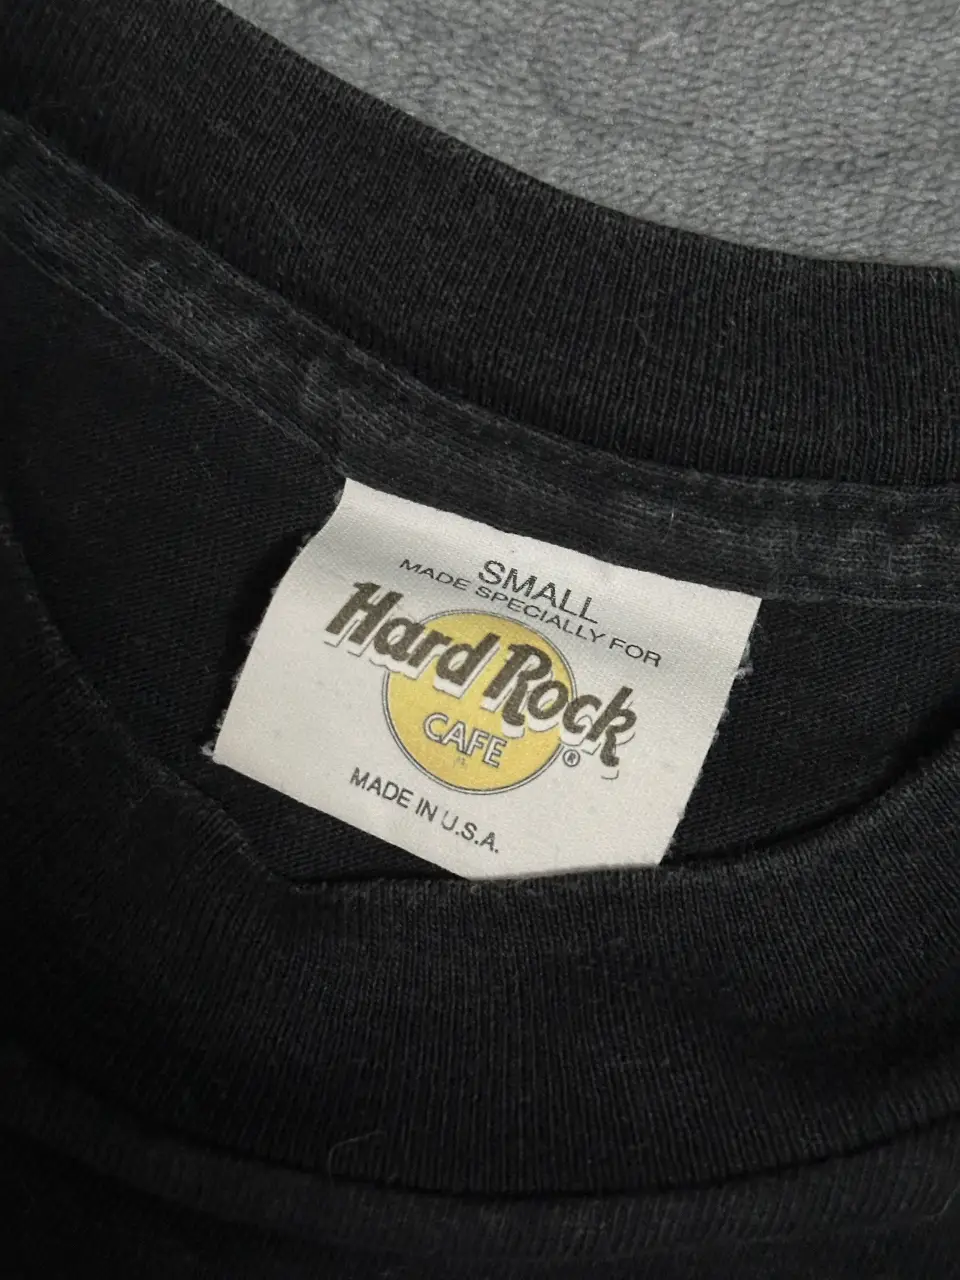 SMALL
MADE SPECIALLY FOR
Hard Rock
CAFE
®
MADE IN U.S.A.